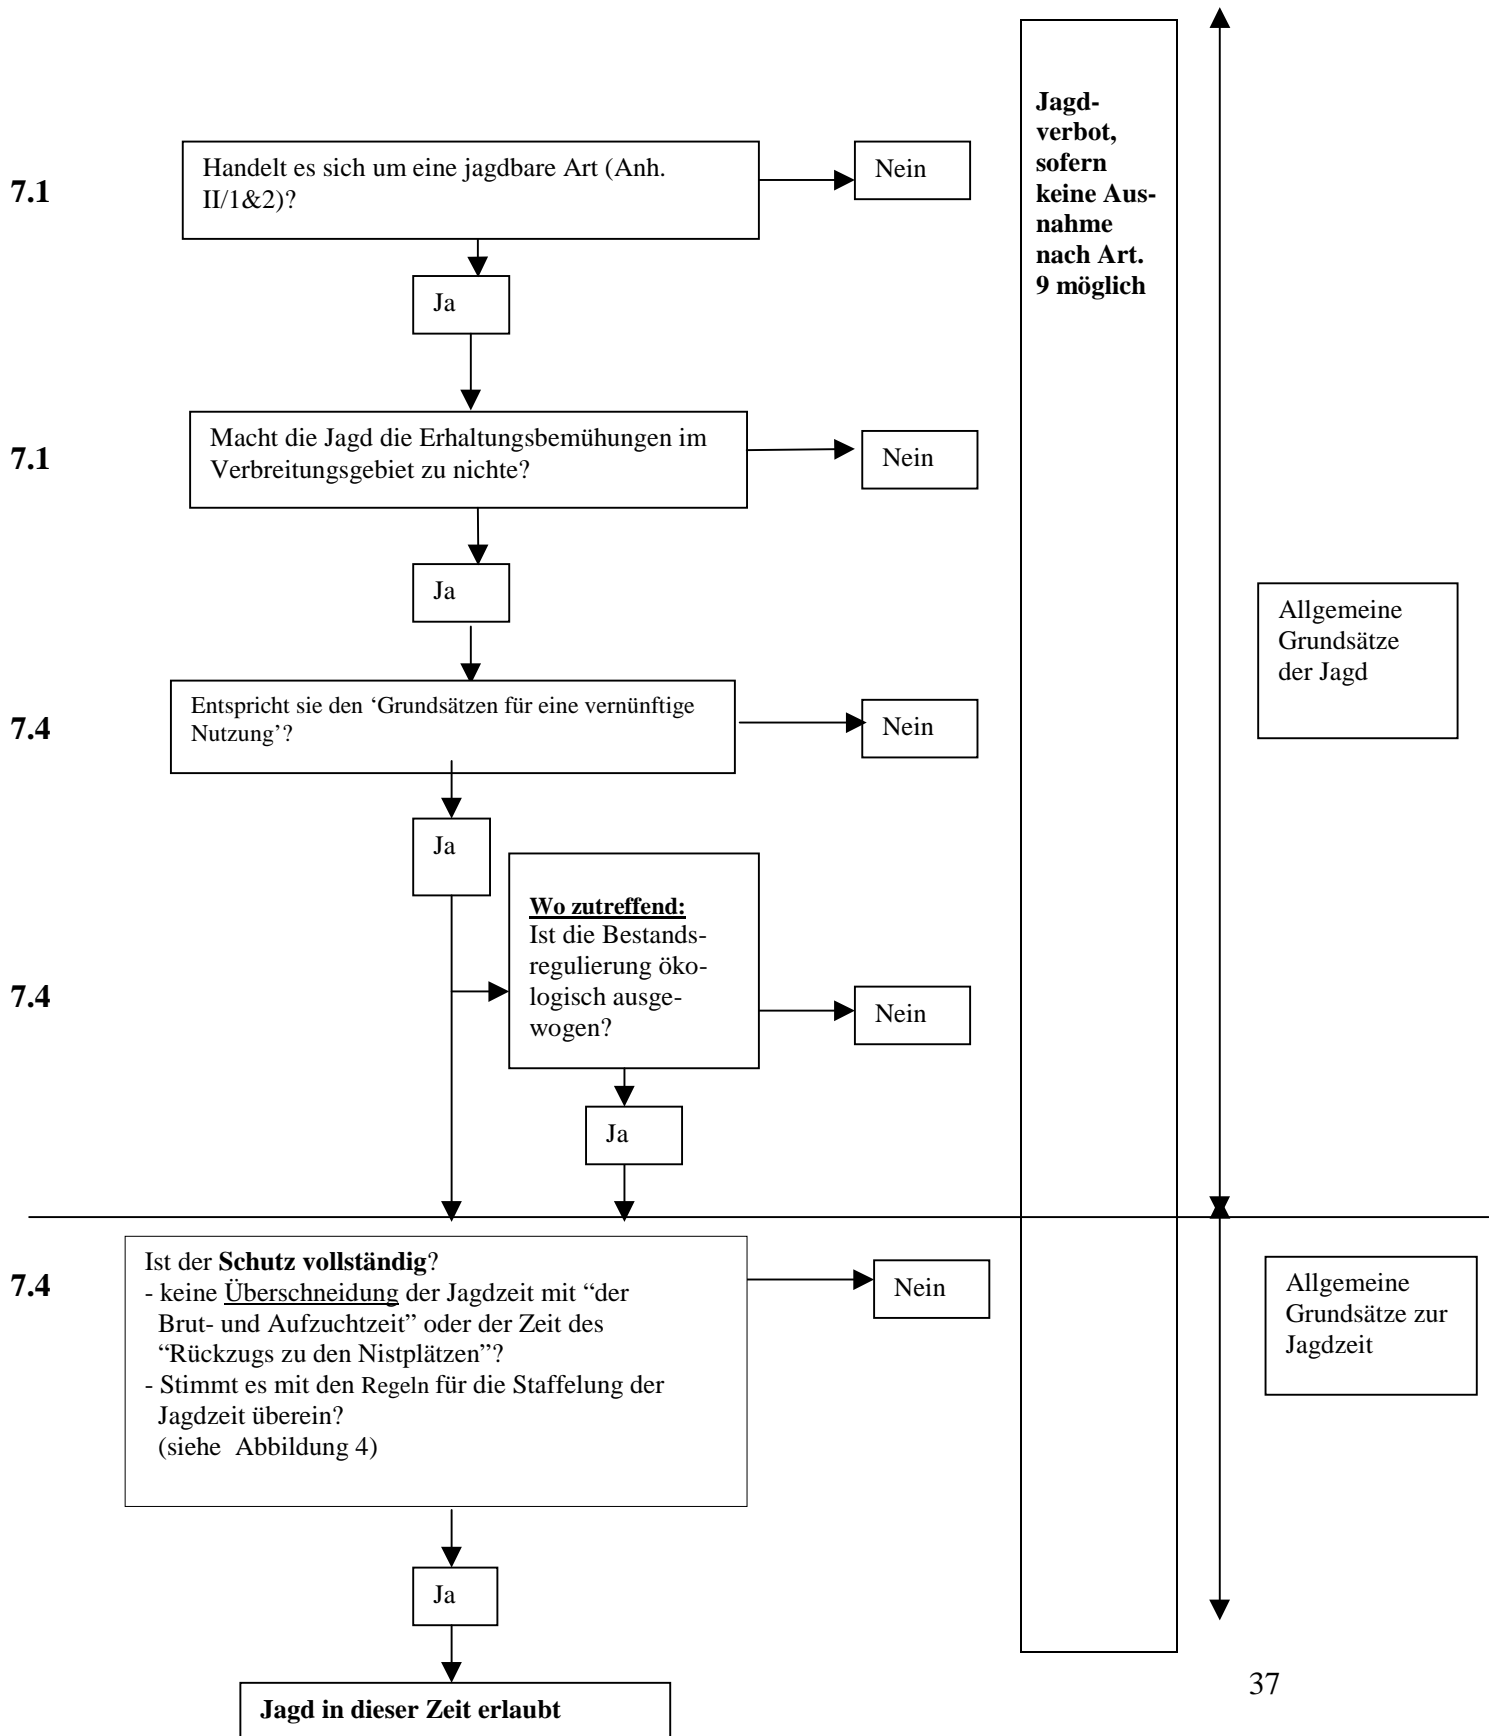 7.1
Handelt es sich um eine jagdbare Art (Anh.
II/1&2)?
Nein
Jagd-
verbot,
sofern
keine Aus-
nahme
nach Art.
9 möglich
Ja
7.1
Macht die Jagd die Erhaltungsbemühungen im
Verbreitungsgebiet zu nichte?
Nein
Ja
Allgemeine
Grundsätze
der Jagd
7.4
Entspricht sie den ‘Grundsätzen für eine vernünftige
Nutzung’?
Nein
Ja
7.4
Wo zutreffend:
Ist die Bestands-
regulierung öko-
logisch ausge-
wogen?
Nein
Ja
7.4
Ist der Schutz vollständig?
- keine Überschneidung der Jagdzeit mit “der
Brut- und Aufzuchtzeit” oder der Zeit des
“Rückzugs zu den Nistplätzen”?
- Stimmt es mit den Regeln für die Staffelung der
Jagdzeit überein?
(siehe Abbildung 4)
Nein
Allgemeine
Grundsätze zur
Jagdzeit
Ja
Jagd in dieser Zeit erlaubt
37